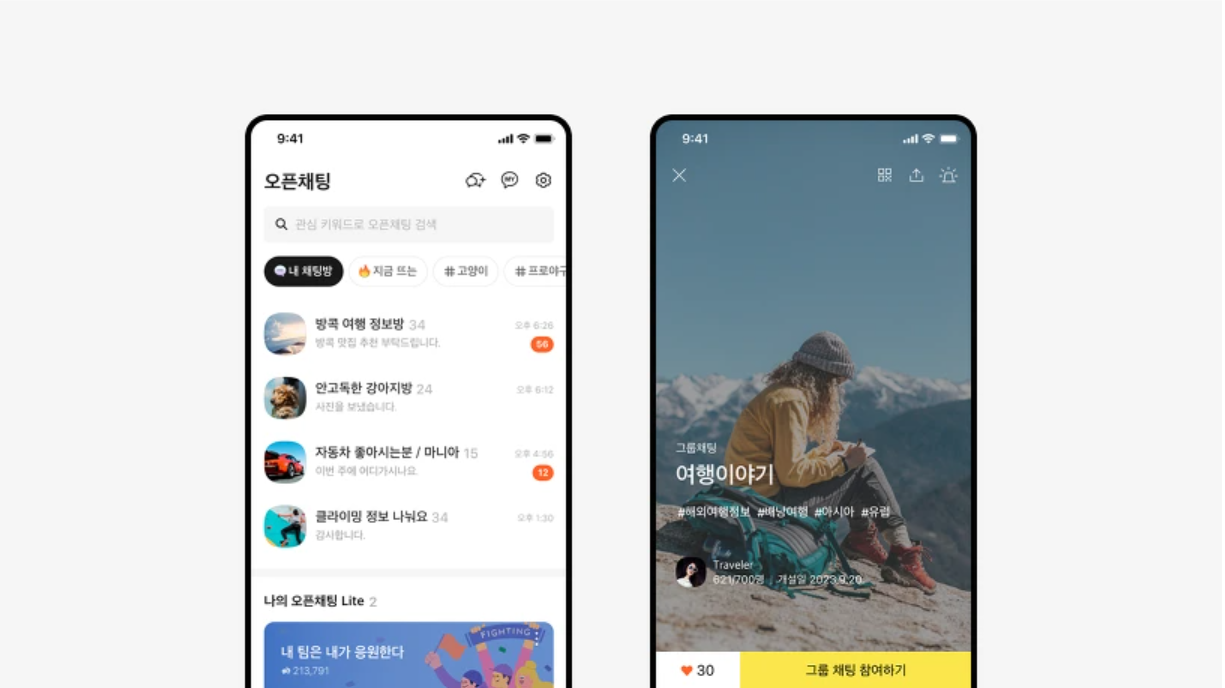 9:41
오픈채팅
MY
관심 키워드로 오픈채팅 검색
내 채팅방 지금 뜨는 #고양이 #프로야구
방콕 여행 정보방 34 오후 6:26
방콕 맛집 추천 부탁드립니다. 56
안고독한 강아지방 24 오후 6:12
사진을 보냈습니다.
자동차 좋아시는분 / 마니아 15 오후 4:56
이번 주에 어디가시나요. 12
클라이밍 정보 나눠요 34 오후 1:30
감사합니다.
나의 오픈채팅 Lite 2
FIGHTING
내 팀은 내가 응원한다
213,791
9:41
그룹채팅
여행이야기
#해외여행정보 #배낭여행 #아시아 #유럽
Traveler
621/700명 | 개설일 2023.9.20
30 그룹 채팅 참여하기